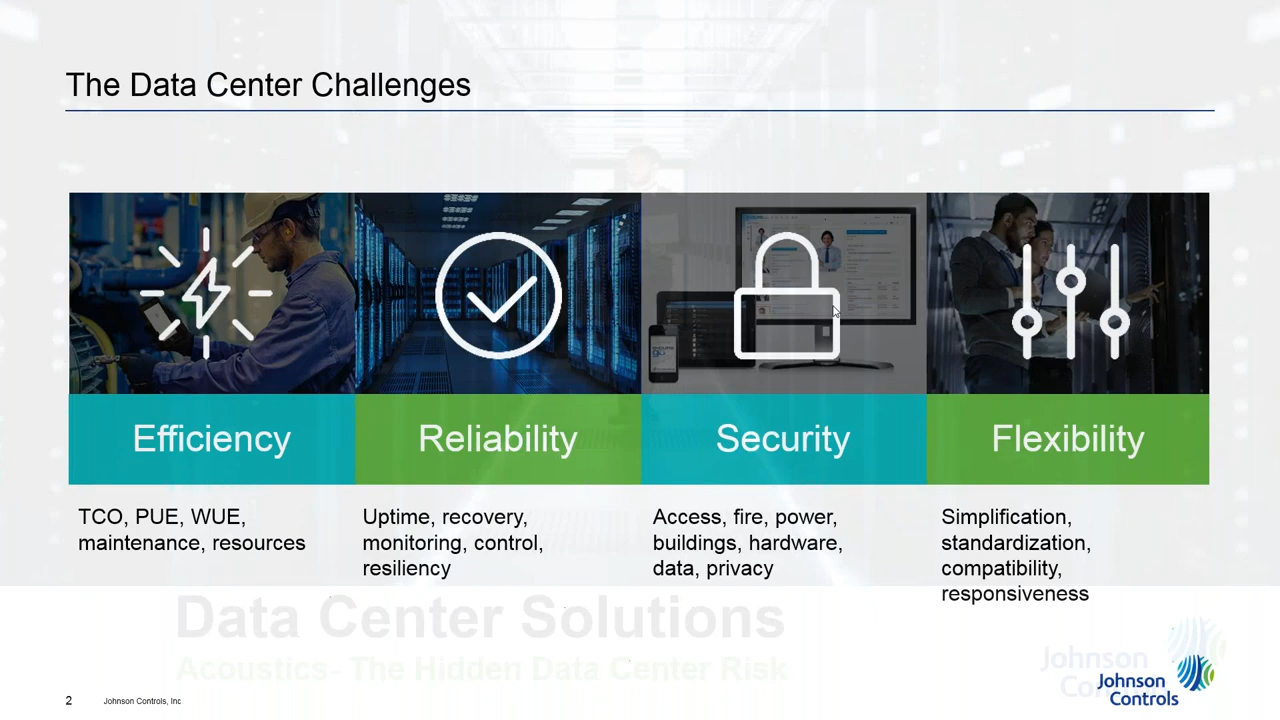 The Data Center Challenges
Efficiency
Reliability
Security
Flexibility
TCO, PUE, WUE,
maintenance, resources
Uptime, recovery,
monitoring, control,
resiliency
Access, fire, power,
buildings, hardware,
data, privacy
Simplification,
standardization,
compatibility,
responsiveness
Data Center Solutions
Acoustics- The Hidden Data Center Risk
Johnson
Johnson
Controls
2
Johnson Controls, Inc